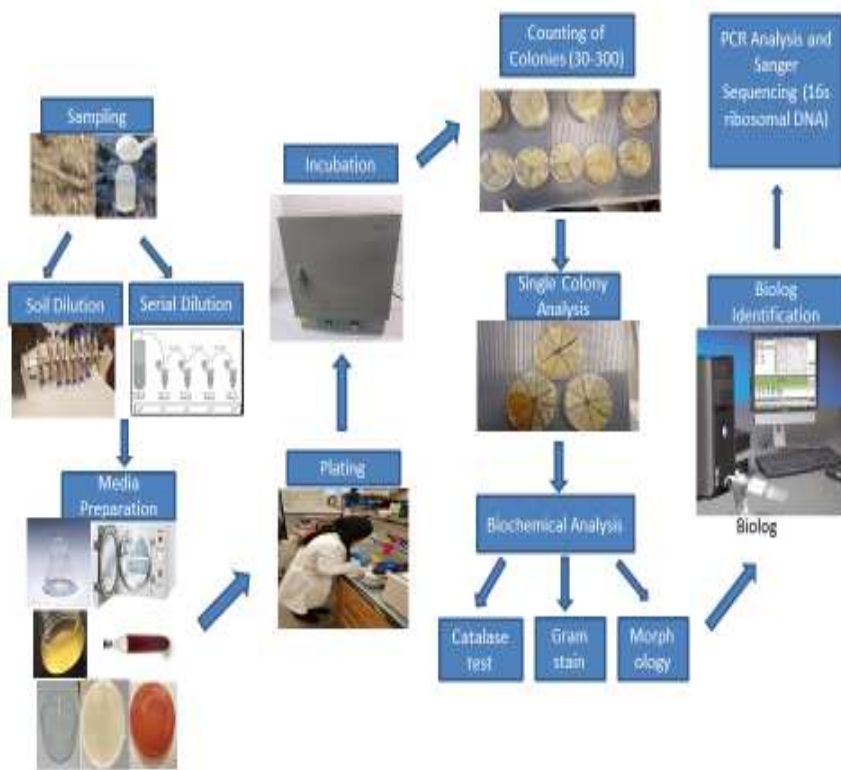 Sampling
Soil Dilution
Serial Dilution
Media
Preparation
Plating
Incubation
Counting of
Colonies (30-300)
Single Colony
Analysis
Biochemical Analysis
Catalase
test
Gram
stain
Morph
ology
Biolog
Identification
Biolog
PCR Analysis and
Sanger
Sequencing (16s
ribosomal DNA)